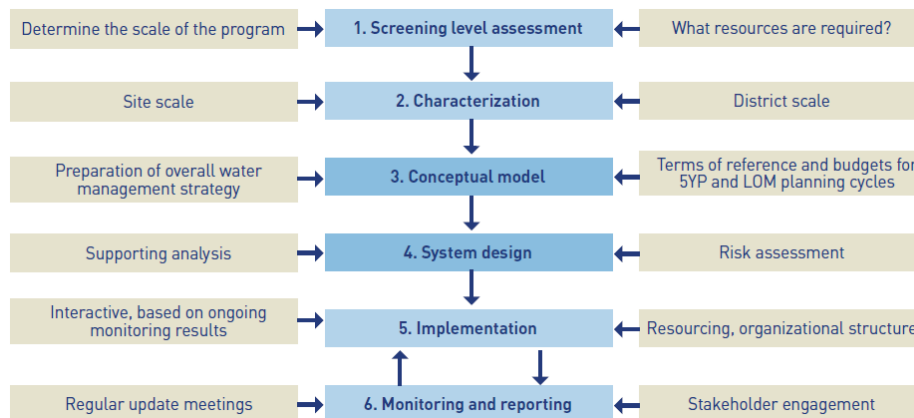 Determine the scale of the program
1. Screening level assessment
What resources are required?
Site scale
2. Characterization
District scale
Preparation of overall water
management strategy
3. Conceptual model
Terms of reference and budgets for
5YP and LOM planning cycles
Supporting analysis
4. System design
Risk assessment
Interactive, based on ongoing
monitoring results
5. Implementation
Resourcing, organizational structure
Regular update meetings
6. Monitoring and reporting
Stakeholder engagement